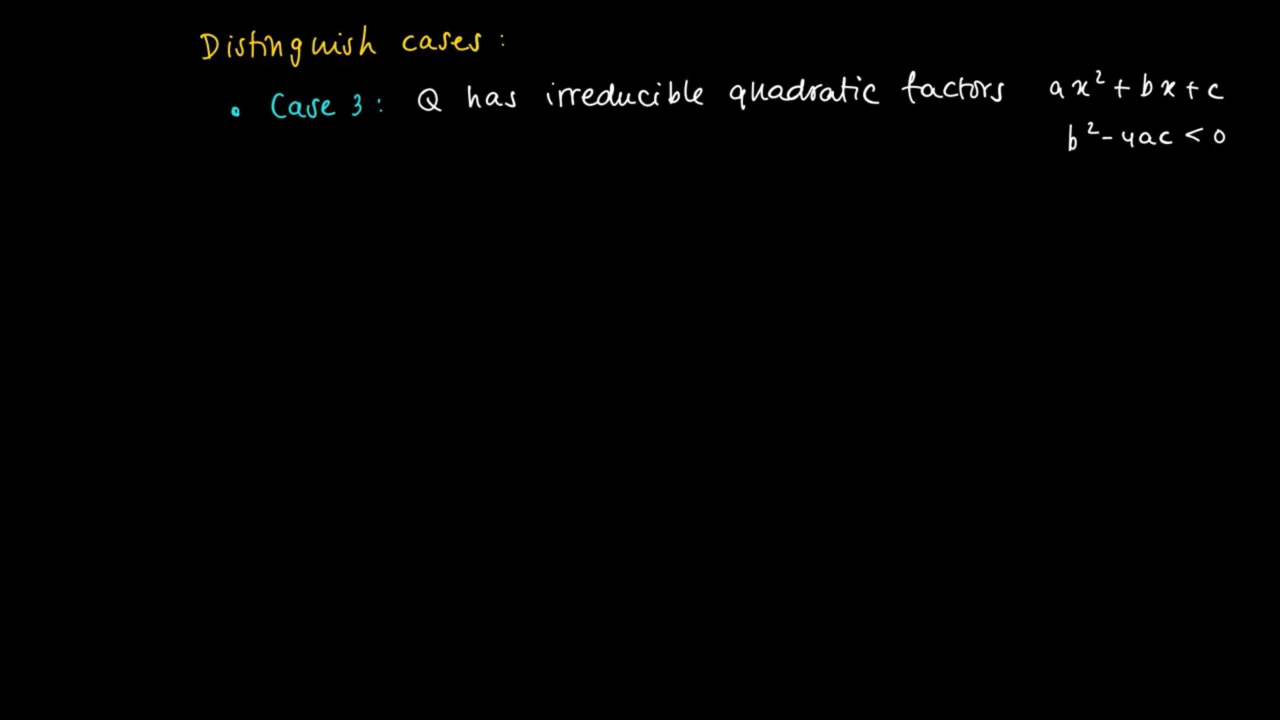 Distinguish cases:
• Case 3: Q has irreducible quadratic factors ax² + bx + c
b² - 4ac < 0